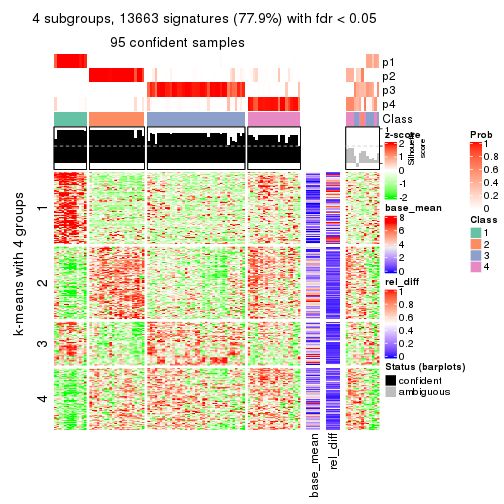 4 subgroups, 13663 signatures (77.9%) with fdr < 0.05
95 confident samples
p1
p2
p3
p4
Class
1
Silhouette
score
z-score
2
1
0
-1
-2
Prob
1
0.8
0.6
0.4
0.2
0
k-means with 4 groups
1
2
3
4
base_mean
8
6
4
2
0
Class
1
2
3
4
rel_diff
1
0.8
0.6
0.4
0.2
0
Status (barplots)
confident
ambiguous
base_mean
rel_diff